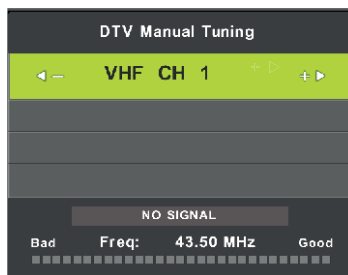 DTV Manual Tuning
– VHF CH 1 +
NO SIGNAL
Bad Freq: 43.50 MHz Good